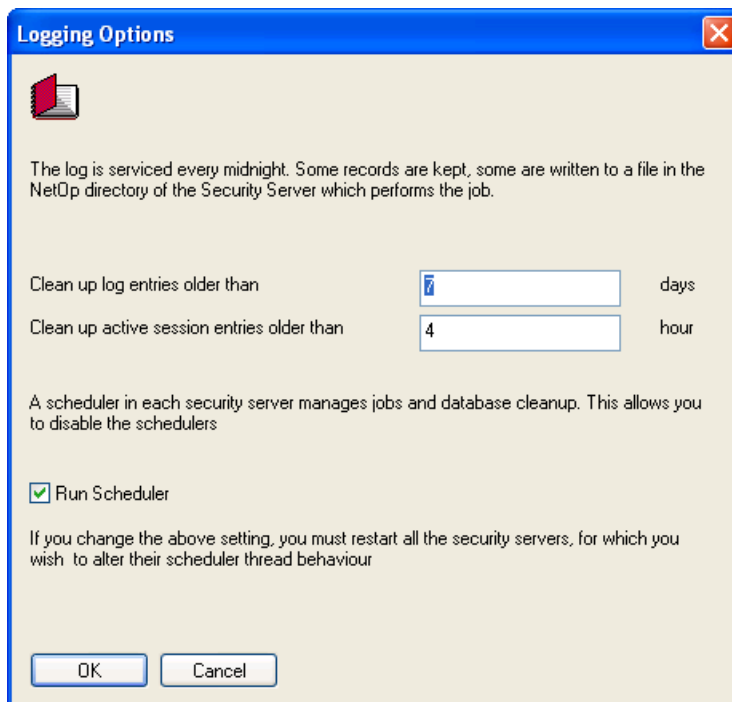 Logging Options
The log is serviced every midnight. Some records are kept, some are written to a file in the
NetOp directory of the Security Server which performs the job.
Clean up log entries older than 7 days
Clean up active session entries older than 4 hour
A scheduler in each security server manages jobs and database cleanup. This allows you
to disable the schedulers
Run Scheduler
If you change the above setting, you must restart all the security servers, for which you
wish to alter their scheduler thread behaviour
OK Cancel